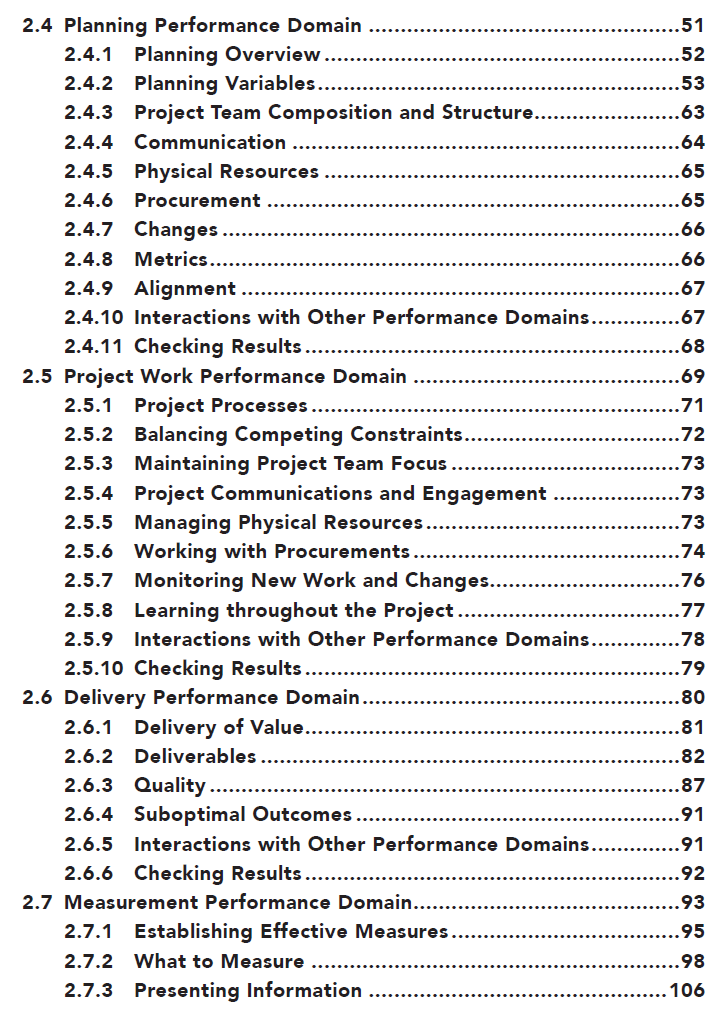 2.4 Planning Performance Domain ..................................................51
2.4.1 Planning Overview.........................................................52
2.4.2 Planning Variables..........................................................53
2.4.3 Project Team Composition and Structure.......................63
2.4.4 Communication ..............................................................64
2.4.5 Physical Resources .........................................................65
2.4.6 Procurement ..................................................................65
2.4.7 Changes .........................................................................66
2.4.8 Metrics...........................................................................66
2.4.9 Alignment ......................................................................67
2.4.10 Interactions with Other Performance Domains..............67
2.4.11 Checking Results ............................................................68
2.5 Project Work Performance Domain ...........................................69
2.5.1 Project Processes ...........................................................71
2.5.2 Balancing Competing Constraints..................................72
2.5.3 Maintaining Project Team Focus ....................................73
2.5.4 Project Communications and Engagement ....................73
2.5.5 Managing Physical Resources ........................................73
2.5.6 Working with Procurements ..........................................74
2.5.7 Monitoring New Work and Changes..............................76
2.5.8 Learning throughout the Project ...................................77
2.5.9 Interactions with Other Performance Domains..............78
2.5.10 Checking Results ............................................................79
2.6 Delivery Performance Domain...................................................80
2.6.1 Delivery of Value............................................................81
2.6.2 Deliverables ...................................................................82
2.6.3 Quality ...........................................................................87
2.6.4 Suboptimal Outcomes ...................................................91
2.6.5 Interactions with Other Performance Domains..............91
2.6.6 Checking Results ............................................................92
2.7 Measurement Performance Domain...........................................93
2.7.1 Establishing Effective Measures.....................................95
2.7.2 What to Measure ...........................................................98
2.7.3 Presenting Information ................................................106